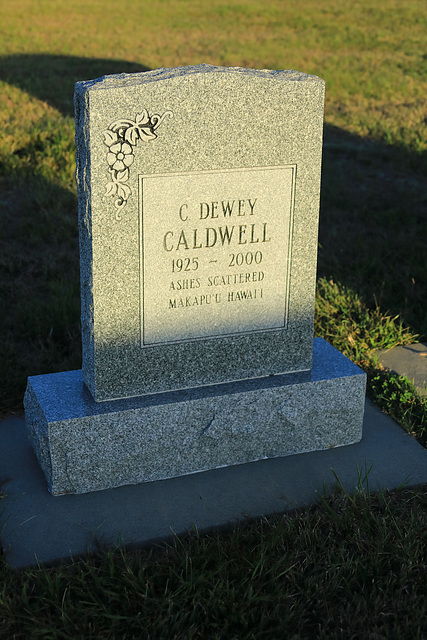 C DEWEY
CALDWELL
1925 ~ 2000
ASHES SCATTERED
MAKAPU'U HAWAI'I